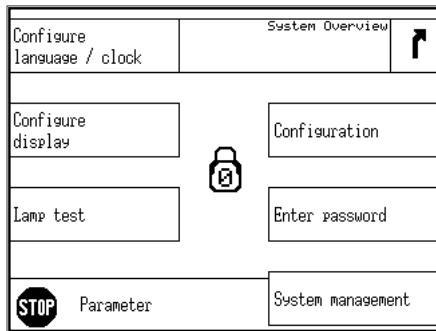 Configure
language / clock
System Overview
Configure
display
Configuration
0
Lamp test
Enter password
STOP
Parameter
System management